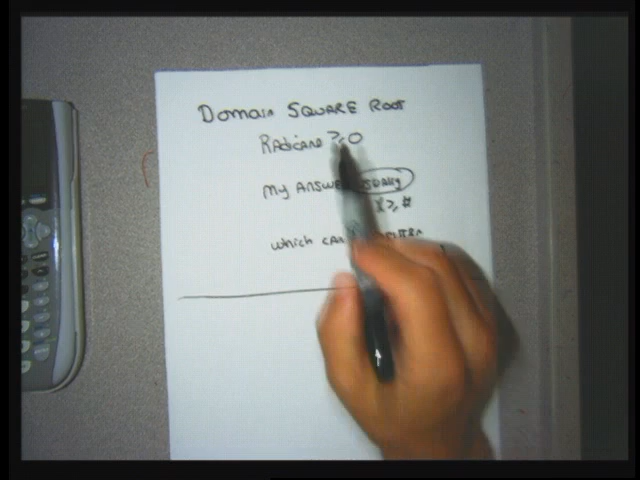 Domain SQUARE ROOT
Radicand ≥ 0
My ANSWER
x ≥ #
which CAN